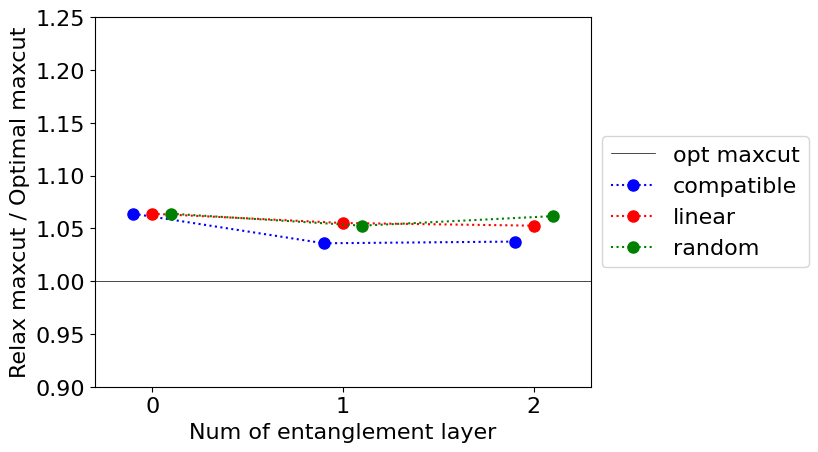 Relax maxcut / Optimal maxcut
1.25
1.20
1.15
1.10
1.05
1.00
0.95
0.90
0
1
2
Num of entanglement layer
opt maxcut
compatible
linear
random